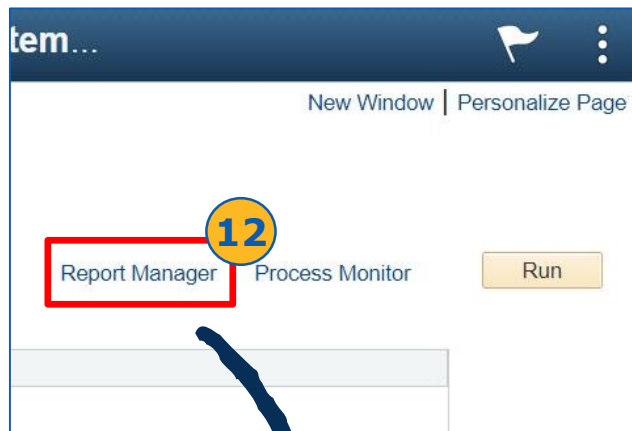 tem...
New Window | Personalize Page
12
Report Manager Process Monitor Run